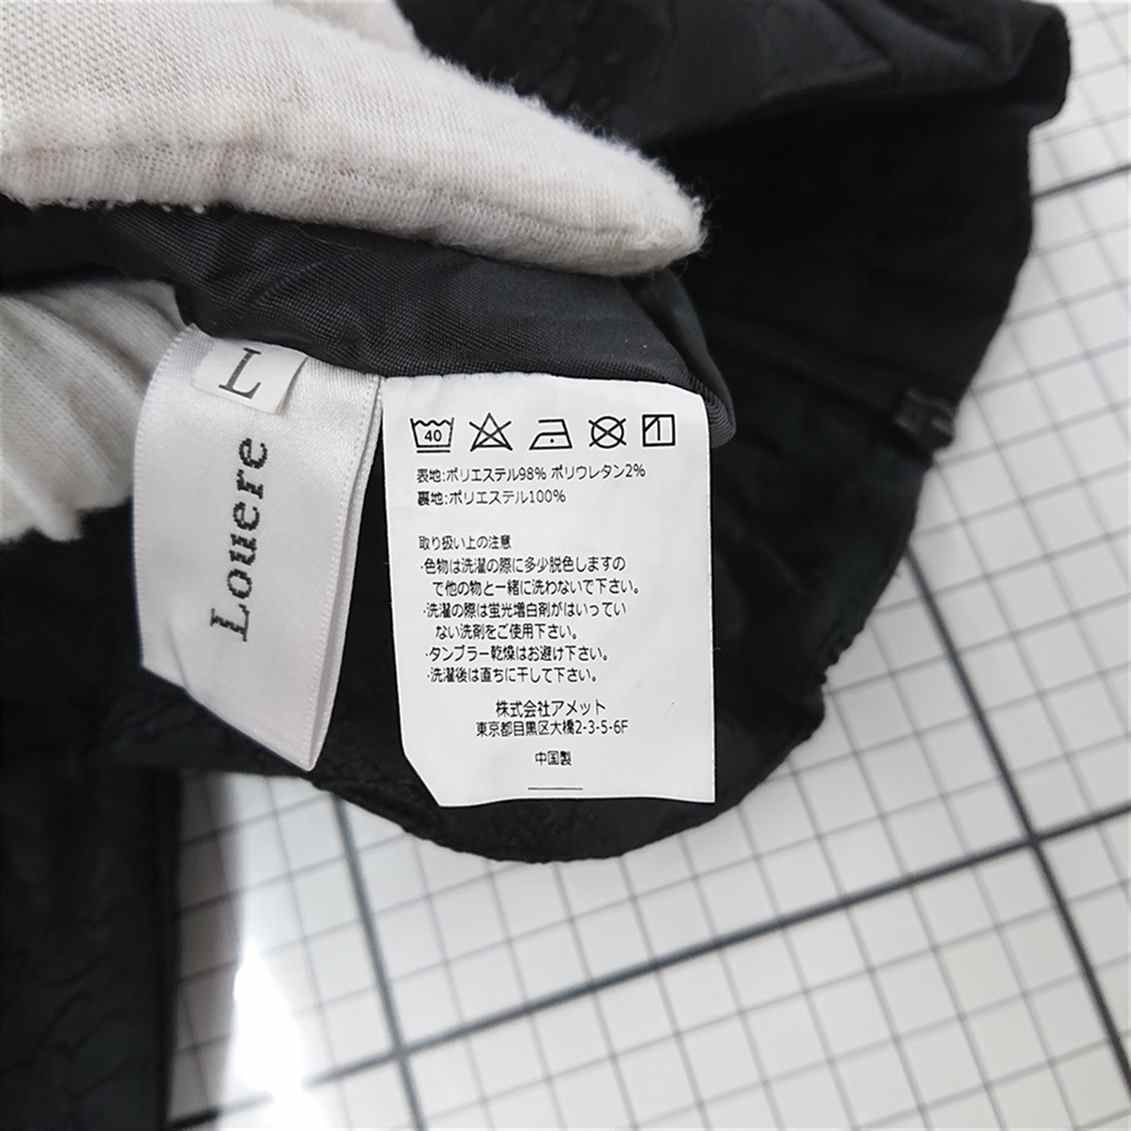 L
Louere
40
表地:ポリエステル98% ポリウレタン2%
裏地:ポリエステル100%
取り扱い上の注意
·色物は洗濯の際に多少脱色しますの
で他の物と一緒に洗わないで下さい。
·洗濯の際は蛍光増白剤がはいってい
ない洗剤をご使用下さい。
·タンブラー乾燥はお避け下さい。
·洗濯後は直ちに干して下さい。
株式会社アメット
東京都目黒区大橋2-3-5-6F
中国製